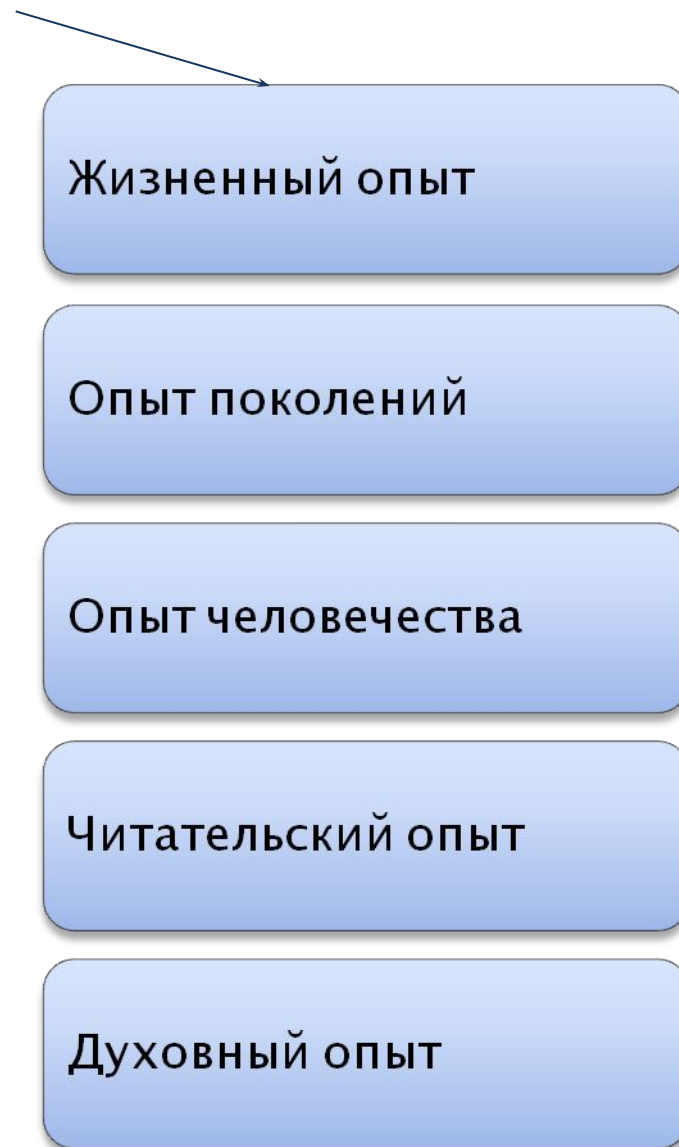 Жизненный опыт
Опыт поколений
Опыт человечества
Читательский опыт
Духовный опыт